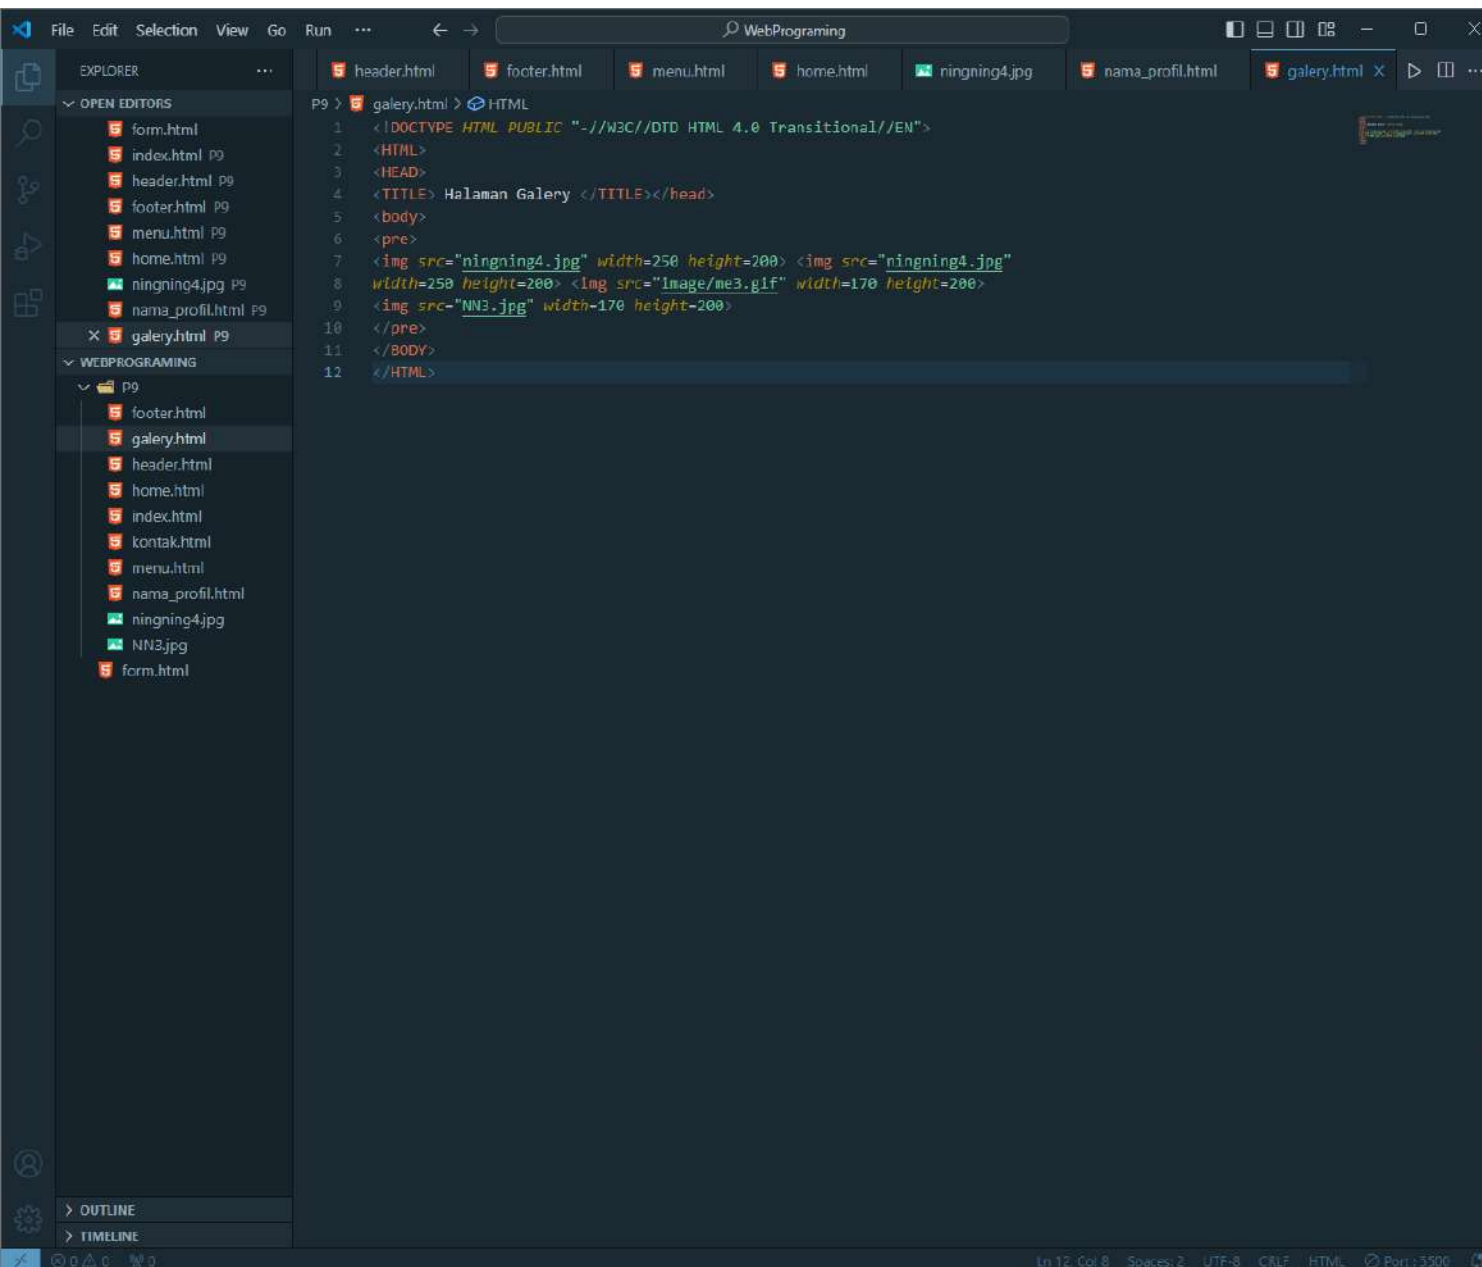 File Edit Selection View Go Run ··· ← → WebPrograming
EXPLORER ···
OPEN EDITORS
form.html
index.html P9
header.html P9
footer.html P9
menu.html P9
home.html P9
ningning4.jpg P9
nama_profil.html P9
galery.html P9
WEBPROGRAMING
P9
footer.html
galery.html
header.html
home.html
index.html
kontak.html
menu.html
nama_profil.html
ningning4.jpg
NN3.jpg
form.html
OUTLINE
TIMELINE
header.html footer.html menu.html home.html ningning4.jpg nama_profil.html galery.html
P9 > galery.html > HTML
1 <!DOCTYPE HTML PUBLIC "-//W3C//DTD HTML 4.0 Transitional//EN">
2 <HTML>
3 <HEAD>
4 <TITLE> Halaman Galery </TITLE></head>
5 <body>
6 <pre>
7 <img src="ningning4.jpg" width=250 height=200> <img src="ningning4.jpg"
8 width=250 height=200> <img src="image/me3.gif" width=170 height=200>
9 <img src="NN3.jpg" width=170 height=200>
10 </pre>
11 </BODY>
12 </HTML>
0 0 0 Ln 12, Col 8 Spaces: 2 UTF-8 CRLF HTML Port : 5500